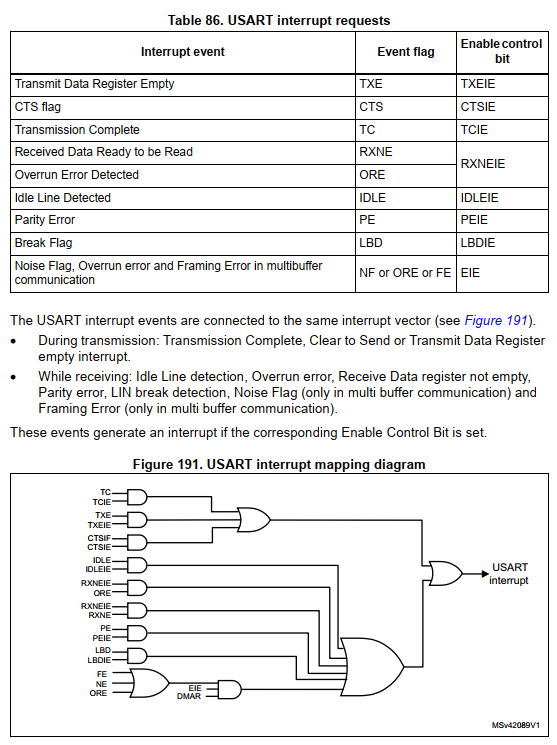 Table 86. USART interrupt requests
Interrupt event Event flag Enable control bit
Transmit Data Register Empty TXE TXEIE
CTS flag CTS CTSIE
Transmission Complete TC TCIE
Received Data Ready to be Read RXNE RXNEIE
Overrun Error Detected ORE
Idle Line Detected IDLE IDLEIE
Parity Error PE PEIE
Break Flag LBD LBDIE
Noise Flag, Overrun error and Framing Error in multibuffer
communication NF or ORE or FE EIE
The USART interrupt events are connected to the same interrupt vector (see Figure 191).
• During transmission: Transmission Complete, Clear to Send or Transmit Data Register
empty interrupt.
• While receiving: Idle Line detection, Overrun error, Receive Data register not empty,
Parity error, LIN break detection, Noise Flag (only in multi buffer communication) and
Framing Error (only in multi buffer communication).
These events generate an interrupt if the corresponding Enable Control Bit is set.
Figure 191. USART interrupt mapping diagram
TC
TCIE
TXE
TXEIE
CTSIF
CTSIE
IDLE
IDLEIE
RXNEIE
ORE
RXNEIE
RXNE
PE
PEIE
LBD
LBDIE
FE
NE
ORE
EIE
DMAR
USART
interrupt
MSv42089V1